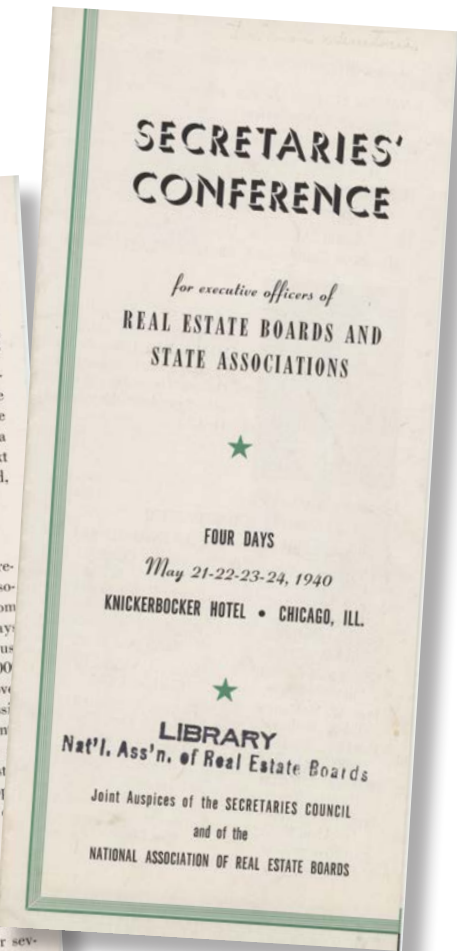 SECRETARIES'
CONFERENCE
for executive officers of
REAL ESTATE BOARDS AND
STATE ASSOCIATIONS
FOUR DAYS
May 21-22-23-24, 1940
KNICKERBOCKER HOTEL • CHICAGO, ILL.
LIBRARY
Nat'l. Ass'n. of Real Estate Boards
Joint Auspices of the SECRETARIES COUNCIL
and of the
NATIONAL ASSOCIATION OF REAL ESTATE BOARDS